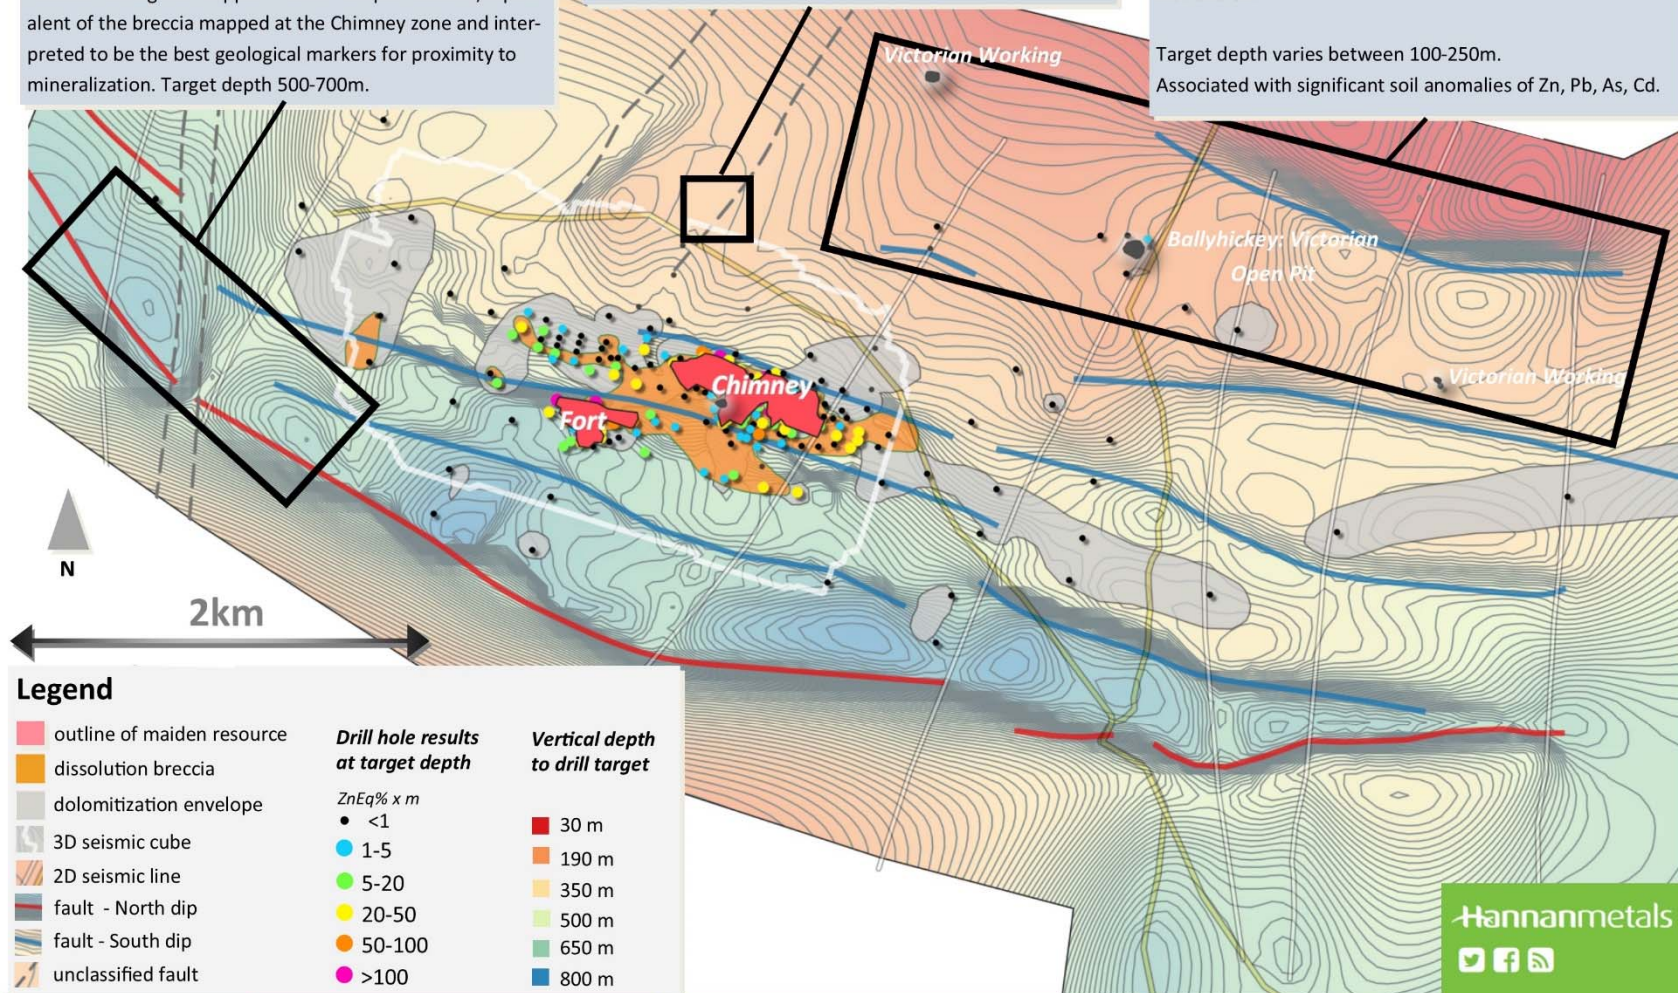 alent of the breccia mapped at the Chimney zone and inter-
preted to be the best geological markers for proximity to
mineralization. Target depth 500-700m.
Target depth varies between 100-250m.
Associated with significant soil anomalies of Zn, Pb, As, Cd.
Victorian Working
Ballyhickey: Victorian
Open Pit
Victorian Working
Chimney
Fort
N
2km
Legend
outline of maiden resource
dissolution breccia
dolomitization envelope
3D seismic cube
2D seismic line
fault - North dip
fault - South dip
unclassified fault
Drill hole results
at target depth
ZnEq% x m
<1
1-5
5-20
20-50
50-100
>100
Vertical depth
to drill target
30 m
190 m
350 m
500 m
650 m
800 m
Hannanmetals